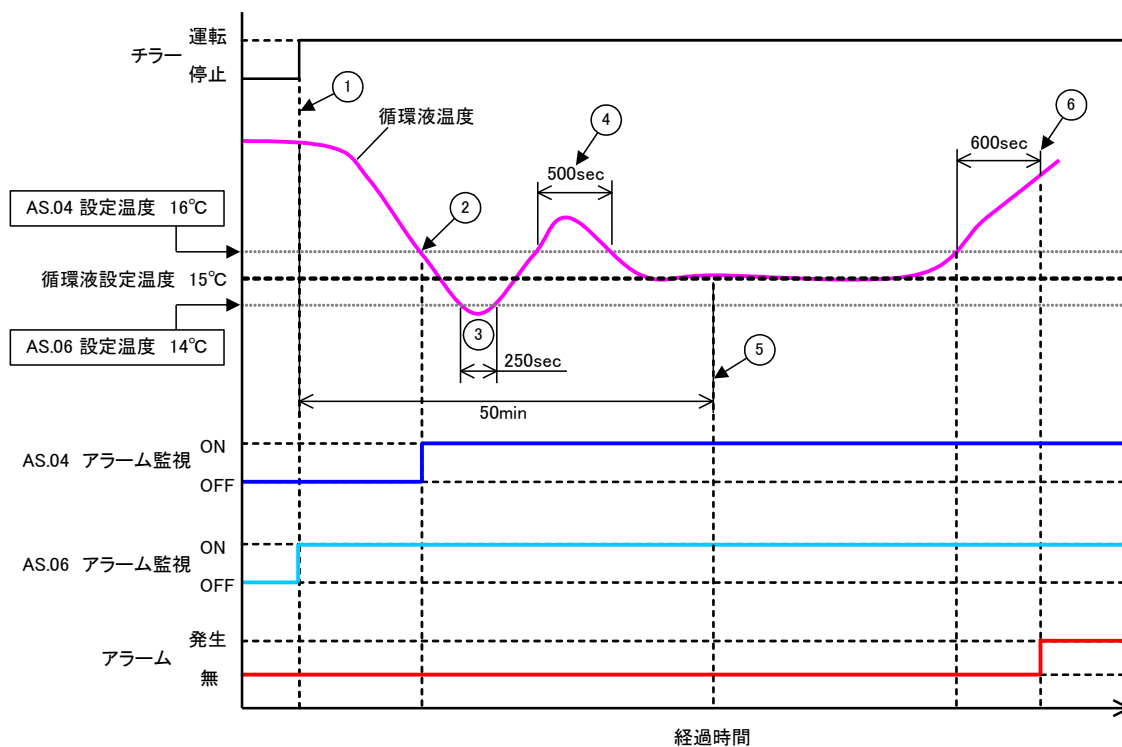 運転
チラー
停止
①
循環液温度
④
⑥
600sec
500sec
AS.04 設定温度 16℃
②
循環液設定温度 15℃
③
AS.06 設定温度 14℃
⑤
250sec
50min
ON
AS.04 アラーム監視
OFF
ON
AS.06 アラーム監視
OFF
発生
アラーム
無
経過時間